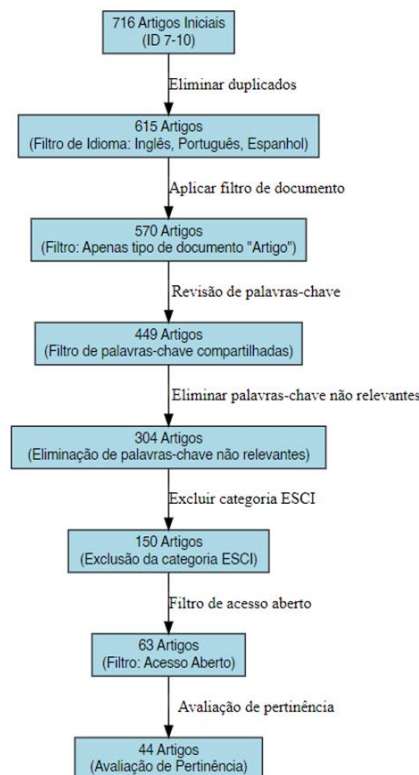 716 Artigos Iniciais
(ID 7-10)
Eliminar duplicados
615 Artigos
(Filtro de Idioma: Inglês, Português, Espanhol)
Aplicar filtro de documento
570 Artigos
(Filtro: Apenas tipo de documento "Artigo")
Revisão de palavras-chave
449 Artigos
(Filtro de palavras-chave compartilhadas)
Eliminar palavras-chave não relevantes
304 Artigos
(Eliminação de palavras-chave não relevantes)
Excluir categoria ESCI
150 Artigos
(Exclusão da categoria ESCI)
Filtro de acesso aberto
63 Artigos
(Filtro: Acesso Aberto)
Avaliação de pertinência
44 Artigos
(Avaliação de Pertinência)